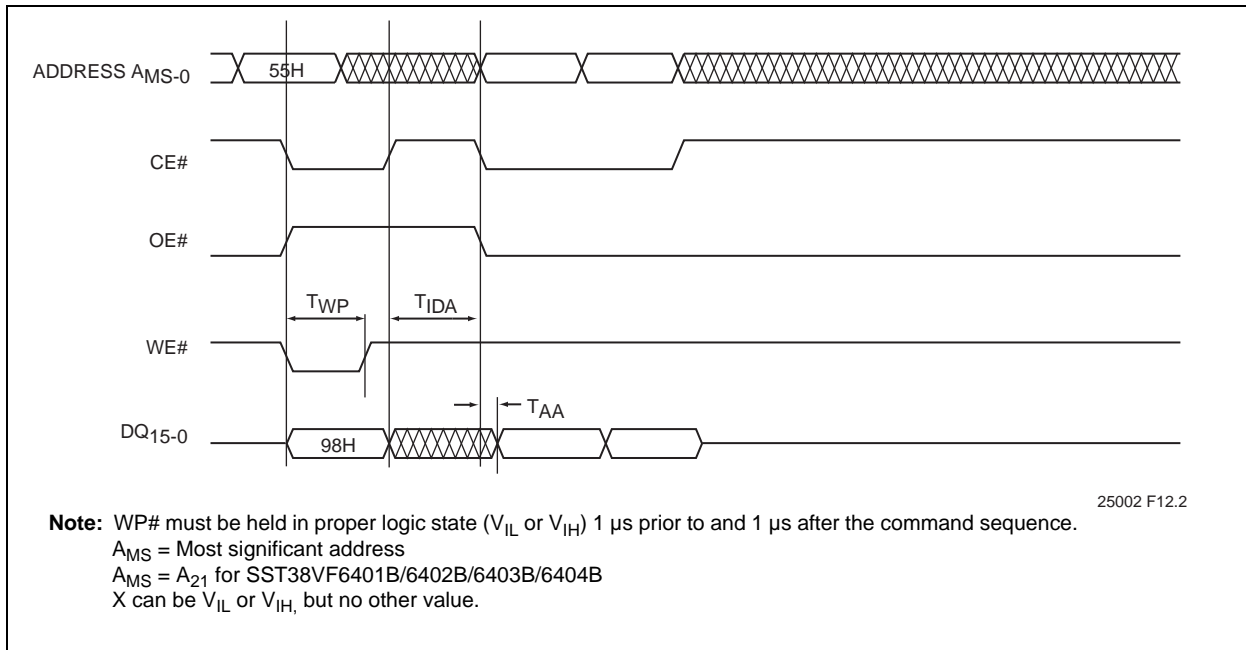 ADDRESS AMS-0
55H
CE#
OE#
TWP
TIDA
WE#
TAA
DQ15-0
98H
25002 F12.2
Note: WP# must be held in proper logic state (VIL or VIH) 1 µs prior to and 1 µs after the command sequence.
AMS = Most significant address
AMS = A21 for SST38VF6401B/6402B/6403B/6404B
X can be VIL or VIH, but no other value.